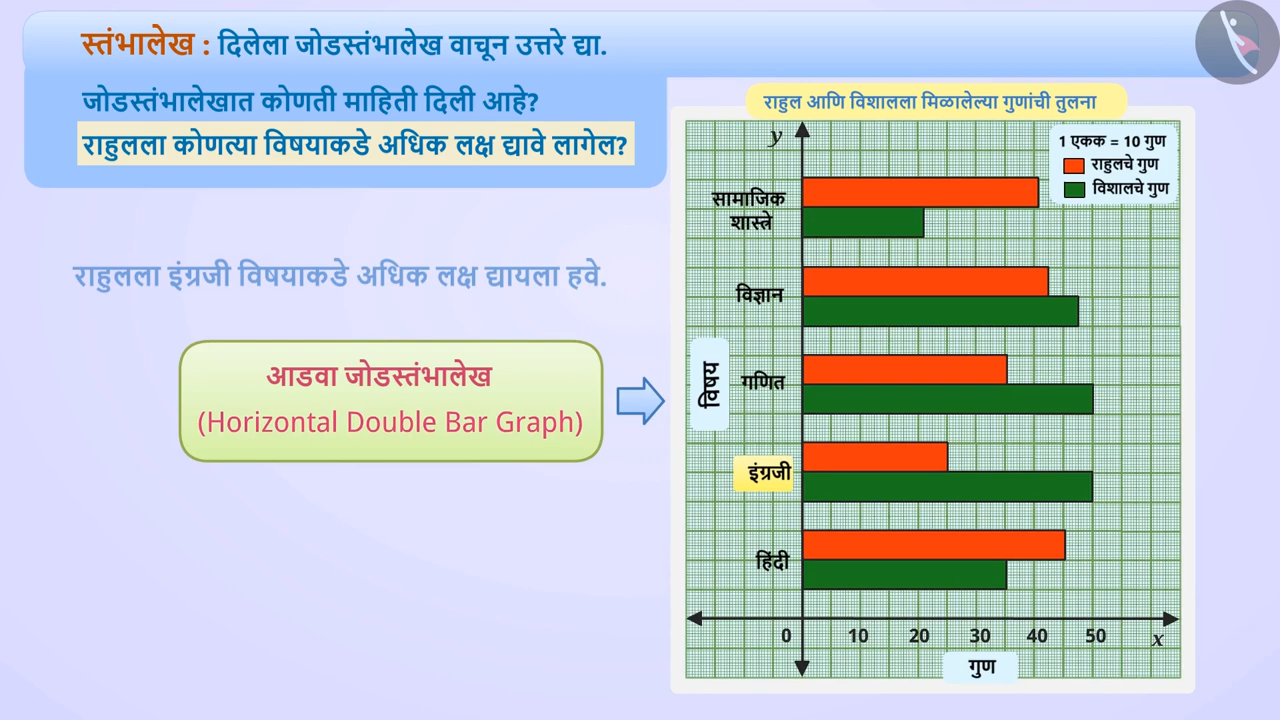 स्तंभालेख : दिलेला जोडस्तंभालेख वाचून उत्तरे द्या.
जोडस्तंभालेखात कोणती माहिती दिली आहे?
राहुलला कोणत्या विषयाकडे अधिक लक्ष द्यावे लागेल?
राहुलला इंग्रजी विषयाकडे अधिक लक्ष द्यायला हवे.
आडवा जोडस्तंभालेख
(Horizontal Double Bar Graph)
राहुल आणि विशालला मिळालेल्या गुणांची तुलना
y
1 एकक = 10 गुण
राहुलचे गुण
विशालचे गुण
सामाजिक
शास्त्रे
विज्ञान
गणित
इंग्रजी
हिंदी
विषय
0 10 20 30 40 50 x
गुण